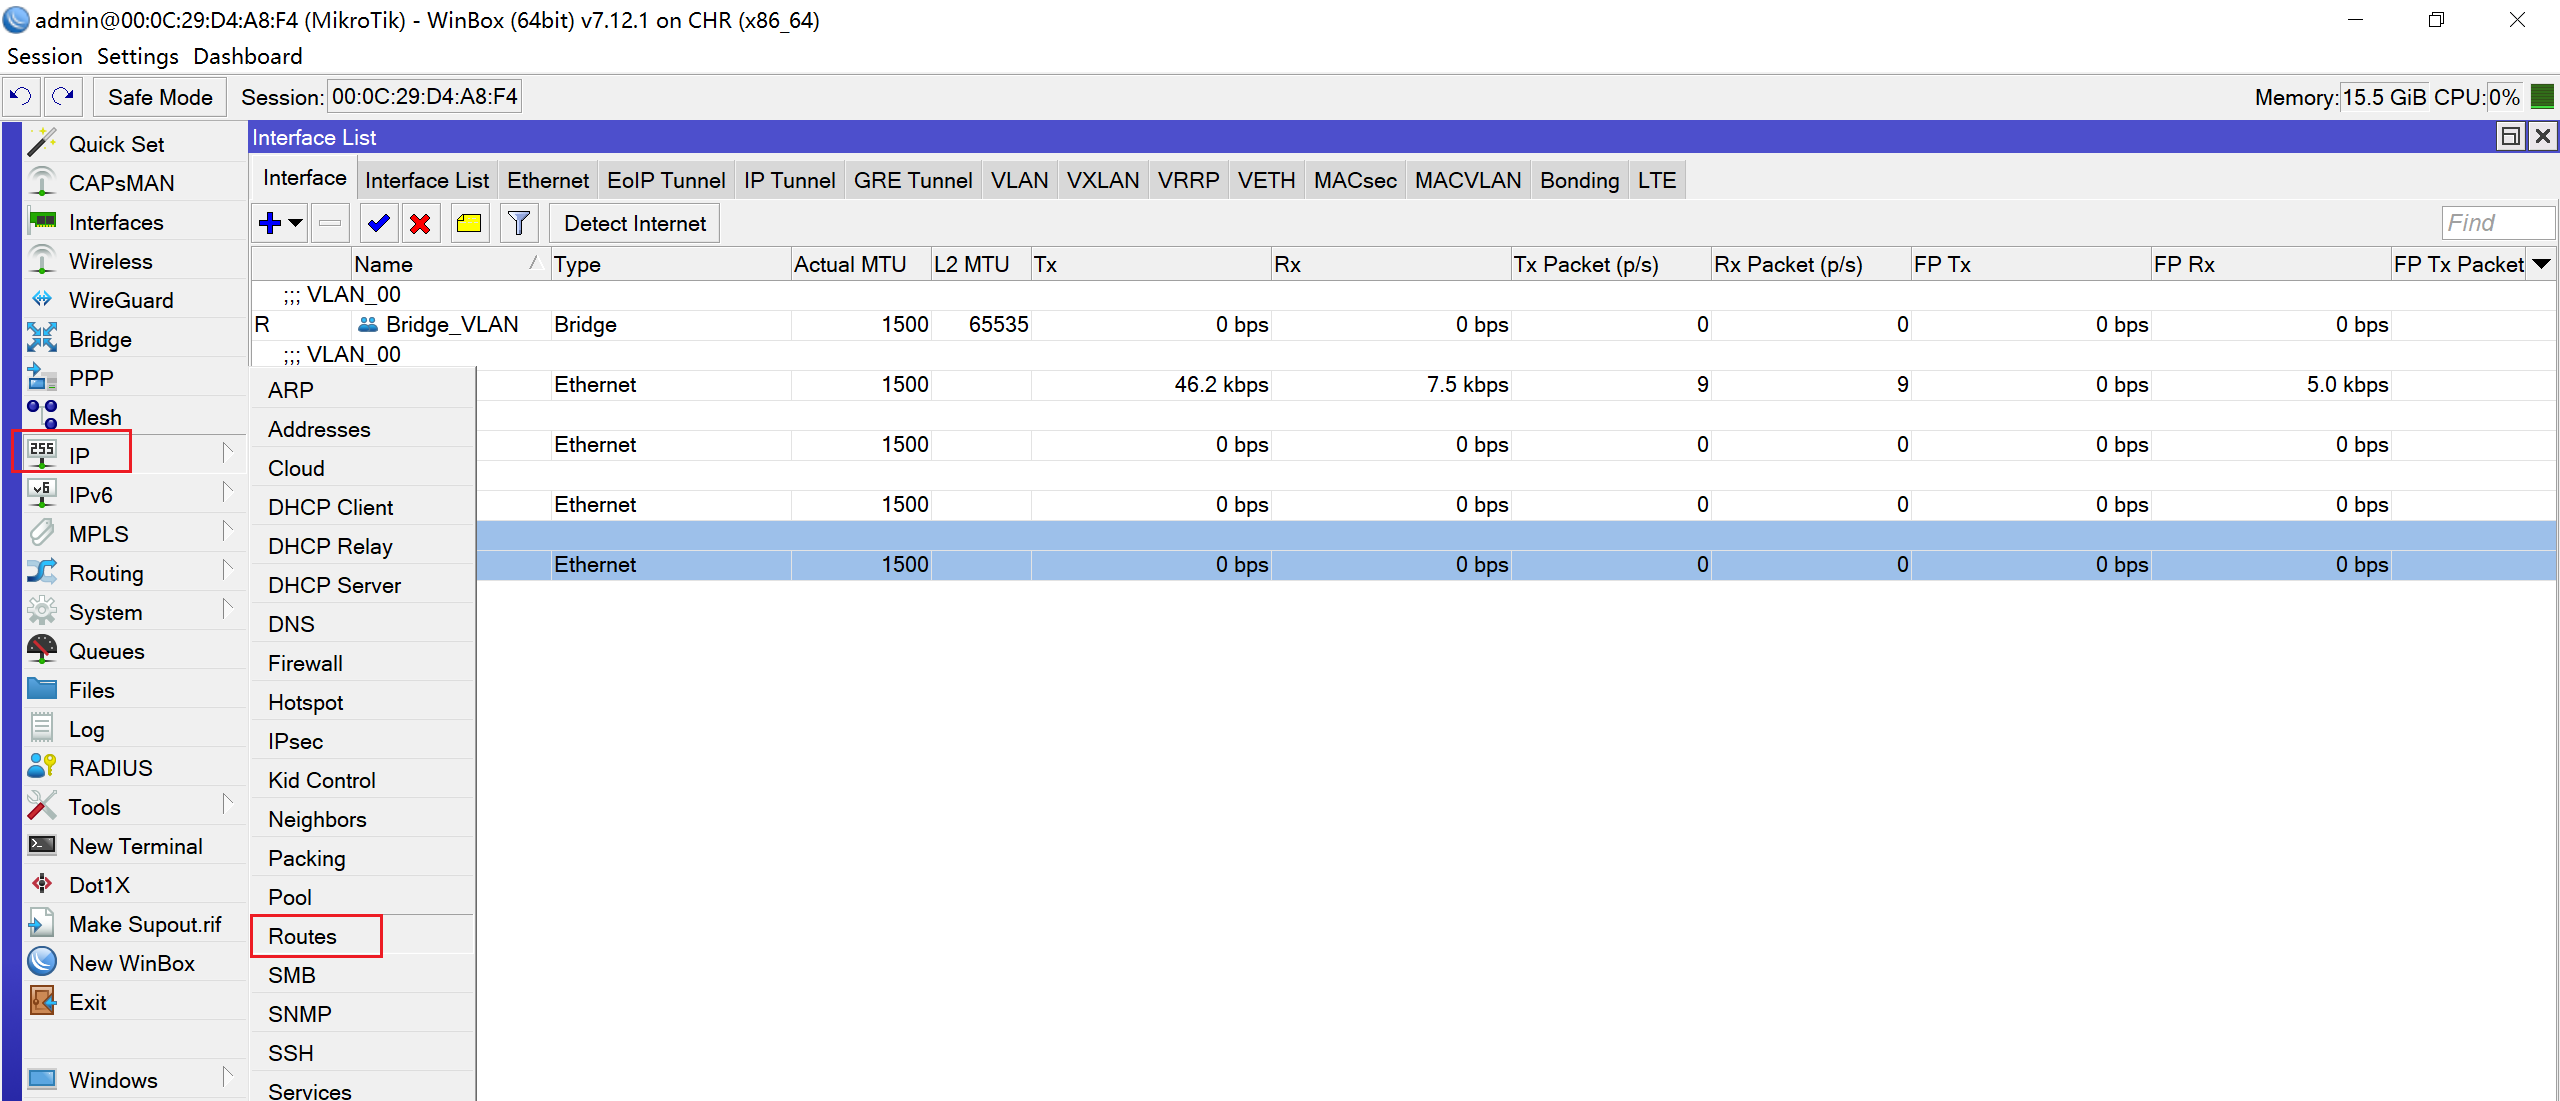 admin@00:0C:29:D4:A8:F4 (MikroTik) - WinBox (64bit) v7.12.1 on CHR (x86_64)
Session Settings Dashboard
Safe Mode Session: 00:0C:29:D4:A8:F4 Memory: 15.5 GiB CPU: 0%
Quick Set
CAPsMAN
Interfaces
Wireless
WireGuard
Bridge
PPP
Mesh
255 IP
v6 IPv6
MPLS
Routing
System
Queues
Files
Log
RADIUS
Tools
New Terminal
Dot1X
Make Supout.rif
New WinBox
Exit
Windows
Interface List
Interface Interface List Ethernet EoIP Tunnel IP Tunnel GRE Tunnel VLAN VXLAN VRRP VETH MACsec MACVLAN Bonding LTE
Detect Internet Find
Name Type Actual MTU L2 MTU Tx Rx Tx Packet (p/s) Rx Packet (p/s) FP Tx FP Rx FP Tx Packet
;;; VLAN_00
R Bridge_VLAN Bridge 1500 65535 0 bps 0 bps 0 0 0 bps 0 bps
;;; VLAN_00
Ethernet 1500 46.2 kbps 7.5 kbps 9 9 0 bps 5.0 kbps
Ethernet 1500 0 bps 0 bps 0 0 0 bps 0 bps
Ethernet 1500 0 bps 0 bps 0 0 0 bps 0 bps
Ethernet 1500 0 bps 0 bps 0 0 0 bps 0 bps
ARP
Addresses
Cloud
DHCP Client
DHCP Relay
DHCP Server
DNS
Firewall
Hotspot
IPsec
Kid Control
Neighbors
Packing
Pool
Routes
SMB
SNMP
SSH
Services